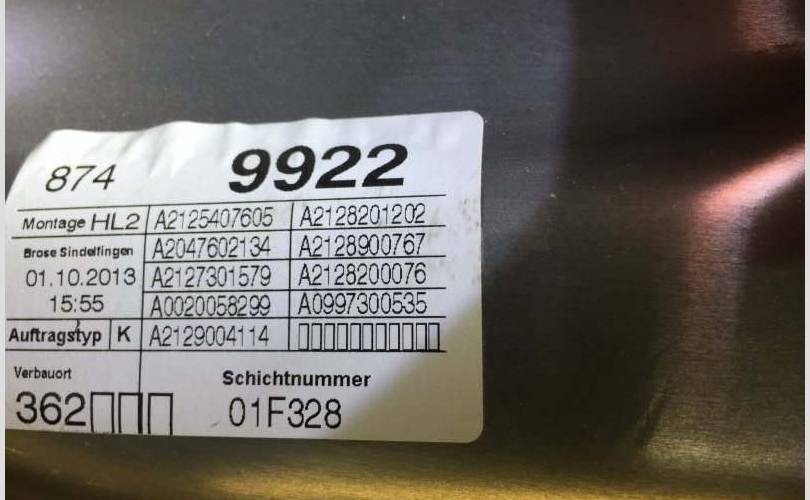 874 9922
Montage HL2 A2125407605 A2128201202
Brose Sindelfingen A2047602134 A2128900767
01.10.2013 A2127301579 A2128200076
15:55 A0020058299 A0997300535
Auftragstyp K A2129004114 ▯▯▯▯▯▯▯▯▯▯▯
Verbauort Schichtnummer
362▯▯▯ 01F328